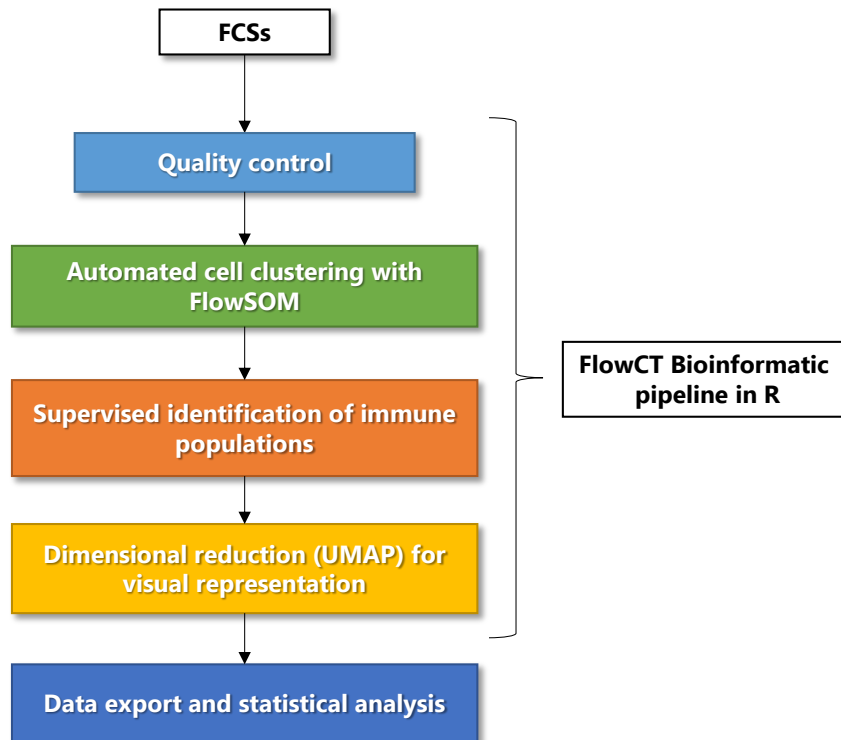 FCSs
Quality control
Automated cell clustering with
FlowSOM
Supervised identification of immune
populations
FlowCT Bioinformatic
pipeline in R
Dimensional reduction (UMAP) for
visual representation
Data export and statistical analysis